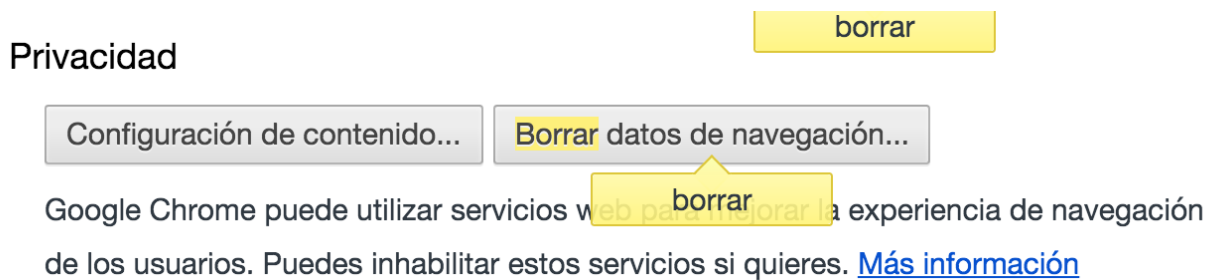 borrar
Privacidad
Configuración de contenido... Borrar datos de navegación...
borrar
Google Chrome puede utilizar servicios web para mejorar la experiencia de navegación
de los usuarios. Puedes inhabilitar estos servicios si quieres. Más información